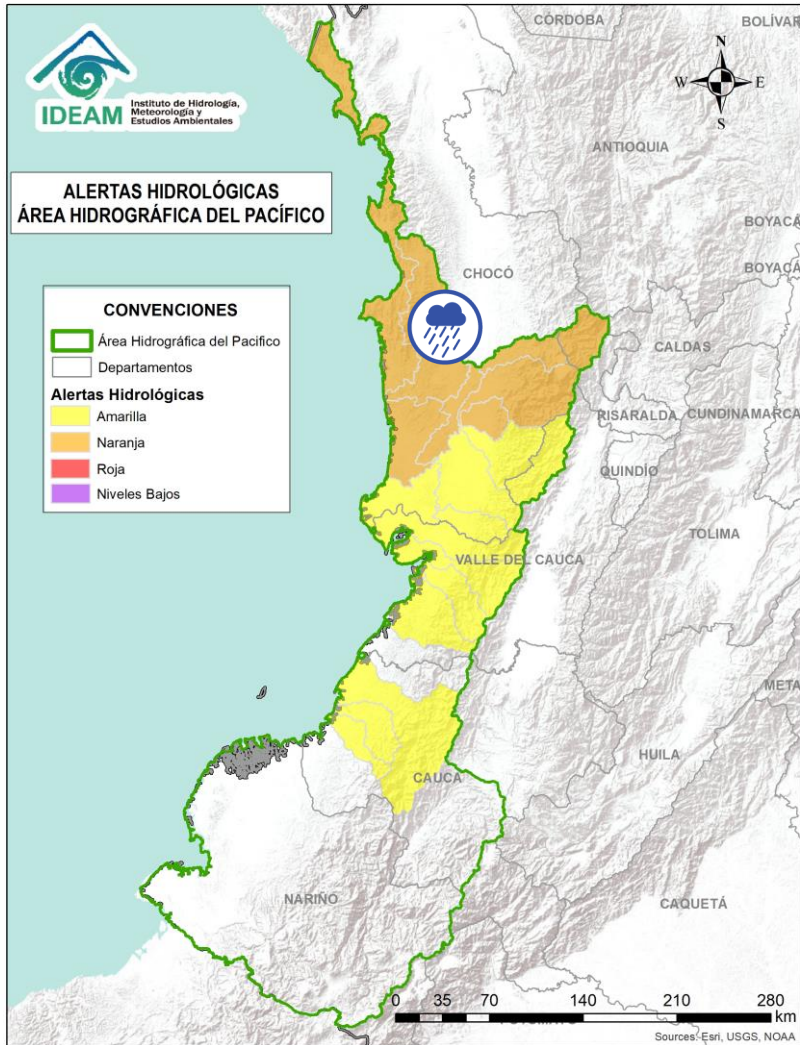 CÓRDOBA
BOLÍVAR
N
W E
S
IDEAM Instituto de Hidrología,
Meteorología y
Estudios Ambientales
ANTIOQUIA
ALERTAS HIDROLÓGICAS
ÁREA HIDROGRÁFICA DEL PACÍFICO
BOYACÁ
BOYACÁ
CHOCÓ
CONVENCIONES
Área Hidrográfica del Pacifico
Departamentos
Alertas Hidrológicas
Amarilla
Naranja
Roja
Niveles Bajos
CALDAS
RISARALDA
CUNDINAMARCA
QUINDÍO
TOLIMA
VALLE DEL CAUCA
META
HUILA
CAUCA
NARIÑO
CAQUETÁ
0 35 70 140 210 280
km
Sources: Esri, USGS, NOAA